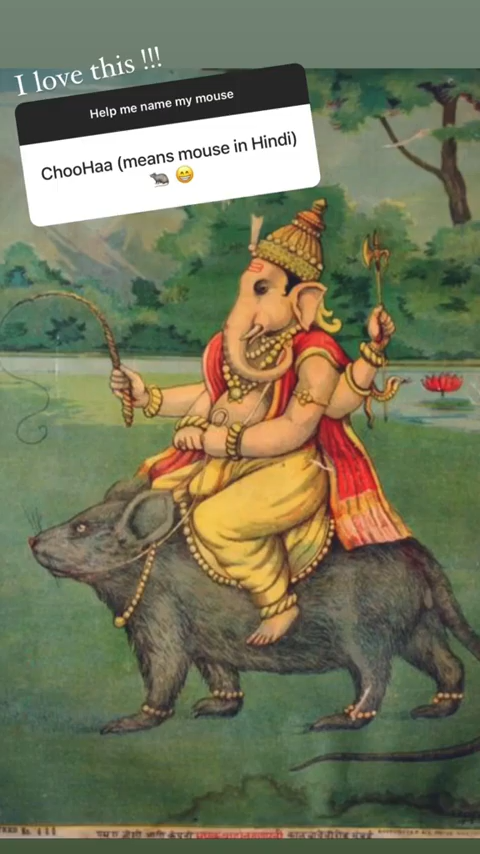 I love this !!!
Help me name my mouse
ChooHaa (means mouse in Hindi)
🐀 😁